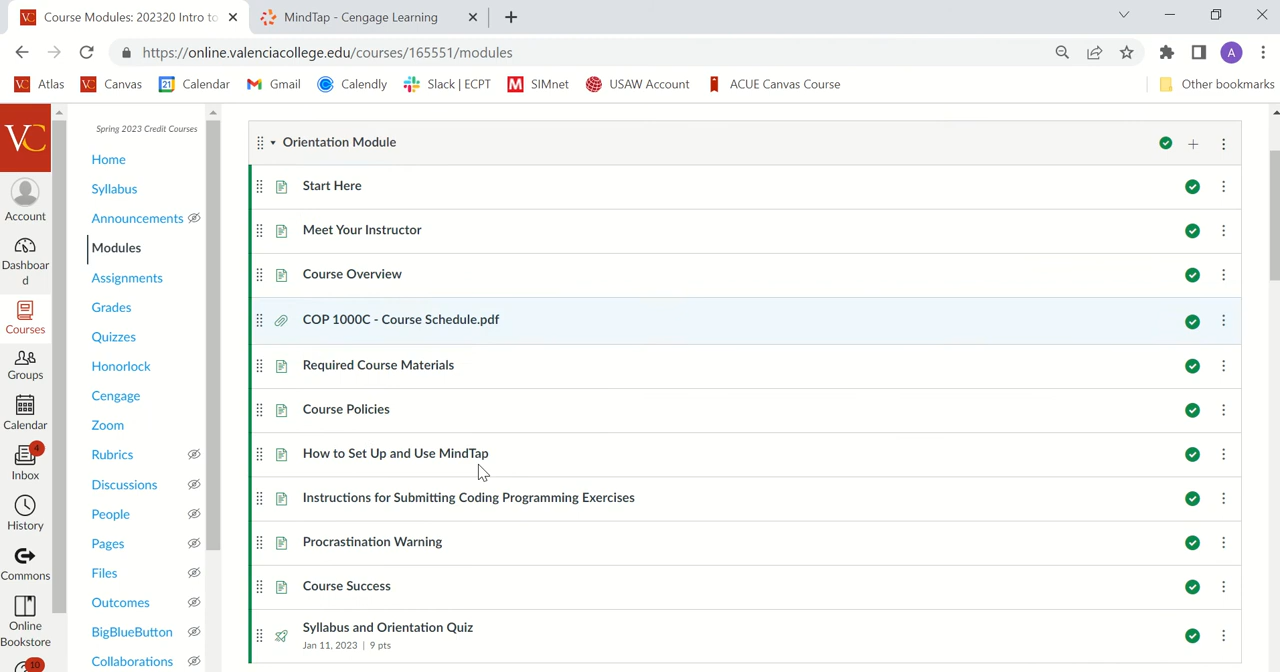 Course Modules: 202320 Intro to
MindTap - Cengage Learning
https://online.valenciacollege.edu/courses/165551/modules
A
Atlas
Canvas
Calendar
Gmail
Calendly
Slack | ECPT
SIMnet
USAW Account
ACUE Canvas Course
Other bookmarks
VC
Account
Dashboar
d
Courses
Groups
Calendar
4
Inbox
History
Commons
Online
Bookstore
10
Spring 2023 Credit Courses
Home
Syllabus
Announcements
Modules
Assignments
Grades
Quizzes
Honorlock
Cengage
Zoom
Rubrics
Discussions
People
Pages
Files
Outcomes
BigBlueButton
Collaborations
Orientation Module
Start Here
Meet Your Instructor
Course Overview
COP 1000C - Course Schedule.pdf
Required Course Materials
Course Policies
How to Set Up and Use MindTap
Instructions for Submitting Coding Programming Exercises
Procrastination Warning
Course Success
Syllabus and Orientation Quiz
Jan 11, 2023 | 9 pts